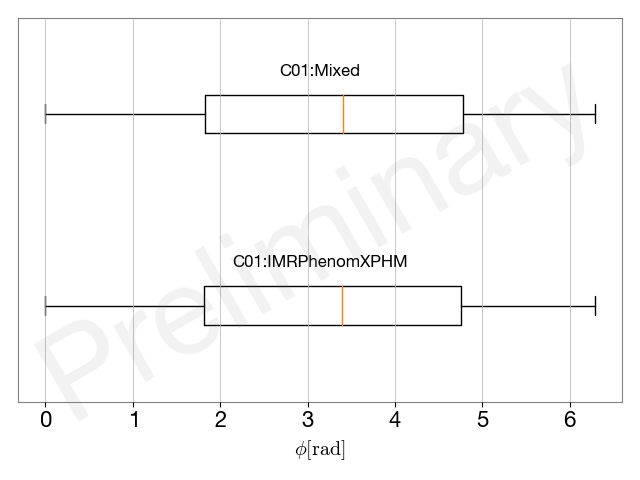 C01:Mixed
Preliminary
C01:IMRPhenomXPHM
0 1 2 3 4 5 6
ϕ[rad]